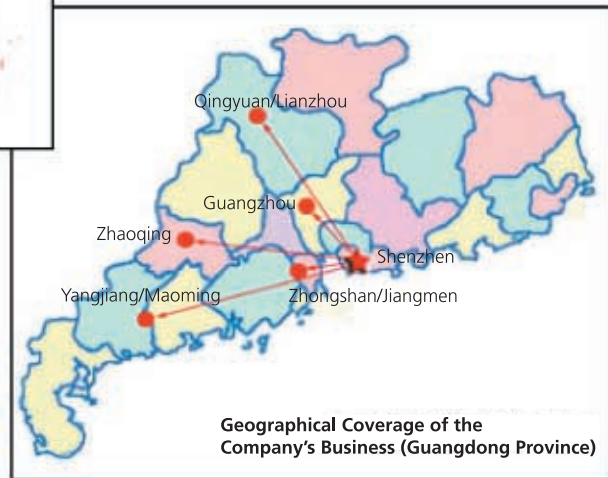 Qingyuan/Lianzhou
Guangzhou
Zhaoqing
Shenzhen
Yangjiang/Maoming
Zhongshan/Jiangmen
Geographical Coverage of the
Company's Business (Guangdong Province)